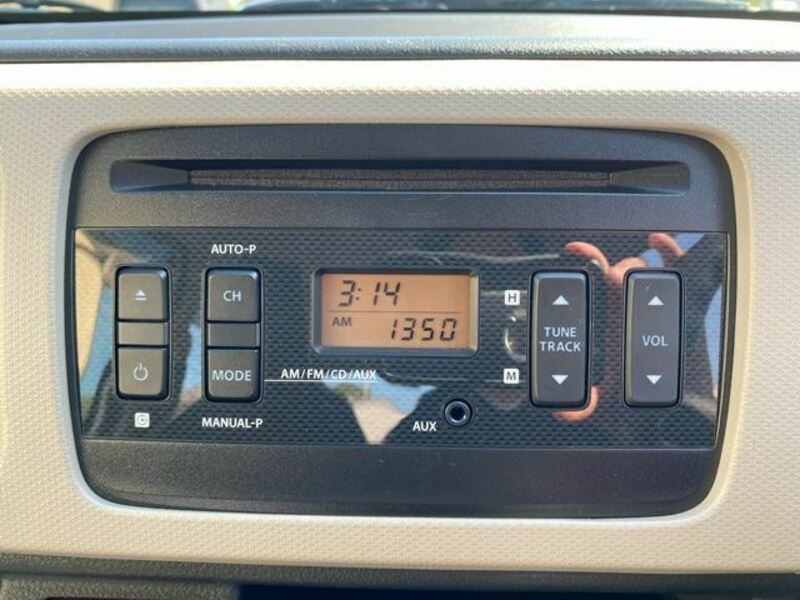 AUTO-P
CH
MODE
MANUAL-P
C
3:14
AM
1350
AM/FM/CD/AUX
AUX
H
M
TUNE
TRACK
VOL